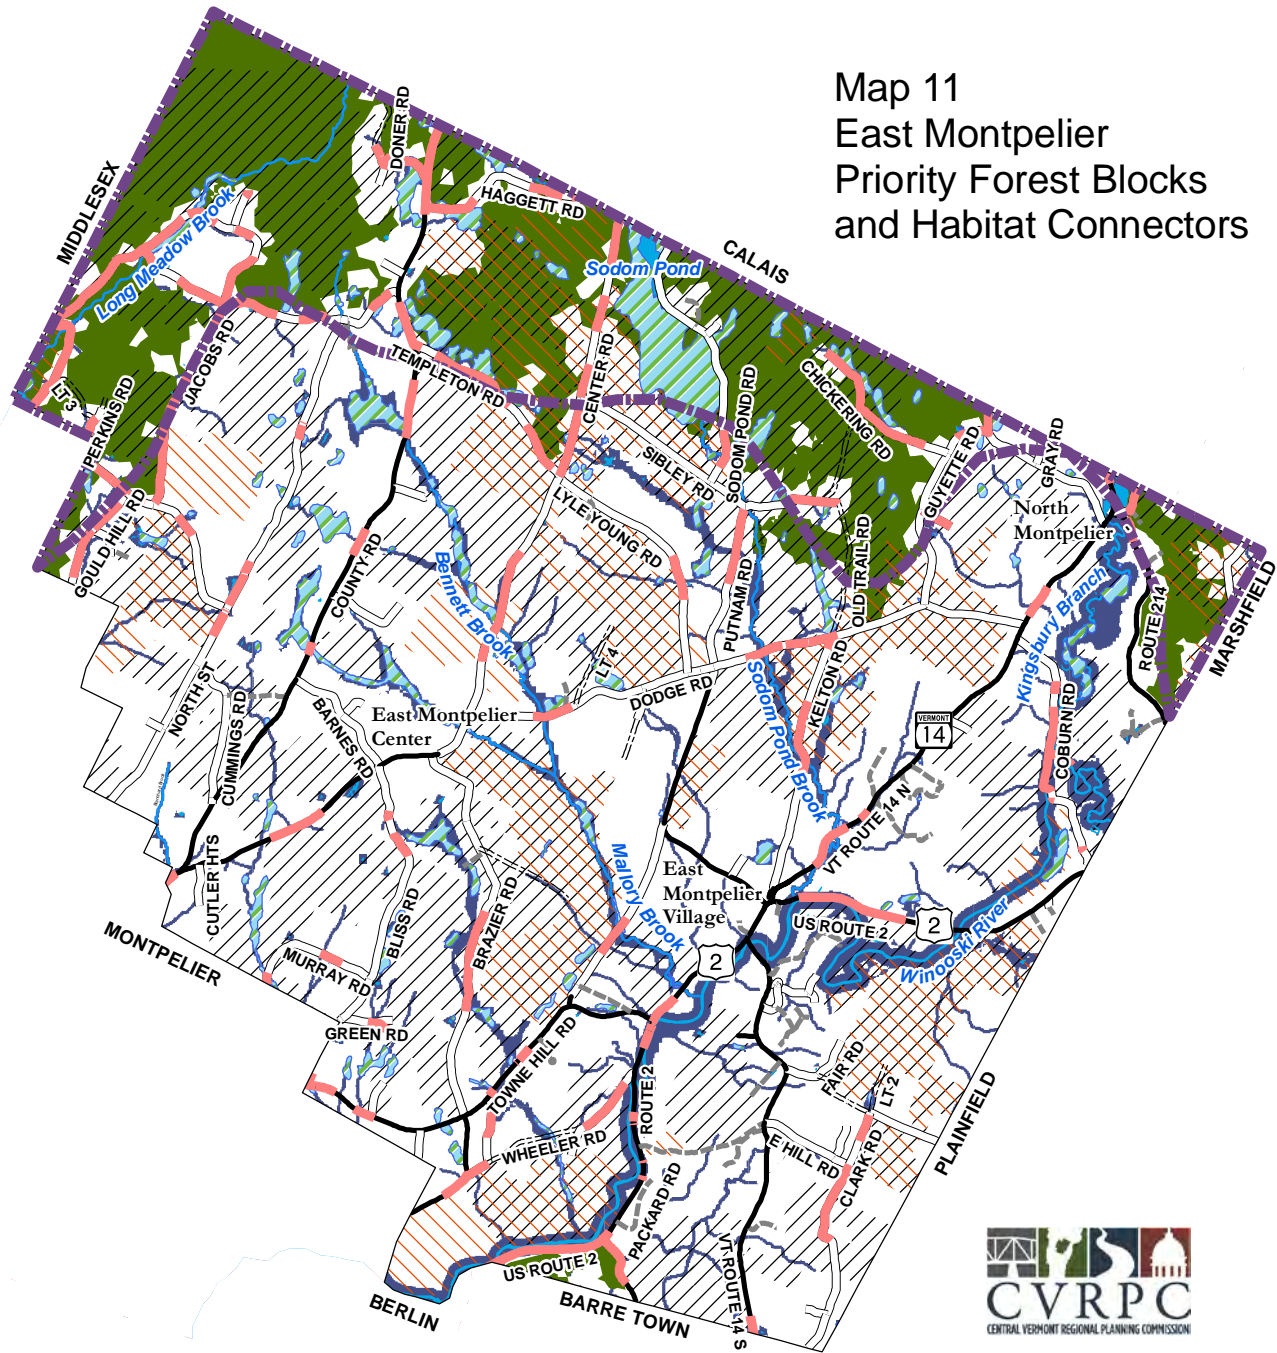 Map 11
East Montpelier
Priority Forest Blocks
and Habitat Connectors
MIDDLESEX
CALAIS
MARSHFIELD
PLAINFIELD
BARRE TOWN
BERLIN
MONTPELIER
DONER RD
HAGGETT RD
Long Meadow Brook
Sodom Pond
JACOBS RD
LT 3
PERKINS RD
TEMPLETON RD
CENTER RD
CHICKERING RD
SODOM POND RD
SIBLEY RD
GUYETTE RD
GRAY RD
North
Montpelier
GOULD HILL RD
LYLE YOUNG RD
COUNTY RD
Bennett Brook
PUTNAM RD
OLD TRAIL RD
Kingsbury Branch
ROUTE 214
LT 4
DODGE RD
KELTON RD
Sodom Pond Brook
NORTH ST
CUMMINGS RD
BARNES RD
East Montpelier
Center
VERMONT
14
COBURN RD
VT ROUTE 14 N
CUTLER HTS
Mallory Brook
East
Montpelier
Village
BLISS RD
BRAZIER RD
US ROUTE 2
2
Winooski River
2
MURRAY RD
GREEN RD
TOWNE HILL RD
ROUTE 2
FAIR RD
LT-2
WHEELER RD
E HILL RD
CLARK RD
PACKARD RD
VT ROUTE 14 S
US ROUTE 2
CVRPC
CENTRAL VERMONT REGIONAL PLANNING COMMISSION